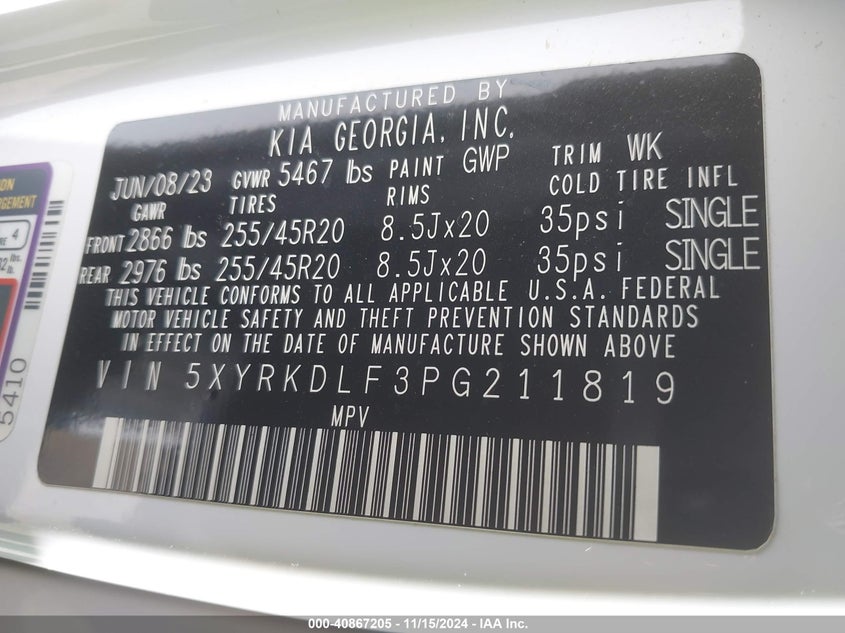 MANUFACTURED BY
KIA GEORGIA, INC.
JUN/08/23 GVWR 5467 lbs PAINT GWP TRIM WK
GAWR TIRES RIMS COLD TIRE INFL
FRONT 2866 lbs 255/45R20 8.5Jx20 35psi SINGLE
REAR 2976 lbs 255/45R20 8.5Jx20 35psi SINGLE
THIS VEHICLE CONFORMS TO ALL APPLICABLE U.S.A. FEDERAL
MOTOR VEHICLE SAFETY AND THEFT PREVENTION STANDARDS
IN EFFECT ON THE DATE OF MANUFACTURE SHOWN ABOVE
VIN 5XYRKDLF3PG211819
MPV
4
lbs.
lb.
5410
000-40867205 - 11/15/2024 - IAA Inc.